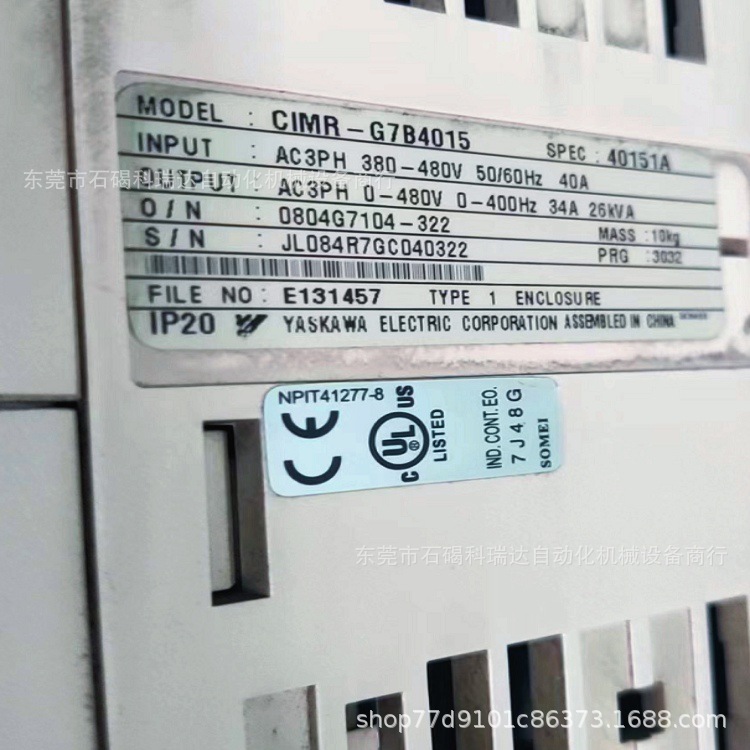 MODEL : CIMR-G7B4015 SPEC : 40151A
INPUT : AC3PH 380-480V 50/60Hz 40A
东莞市石碣科瑞达自动化机械设备商行
OUTPUT : AC3PH 0-480V 0-400Hz 34A 26kVA
O/N : 0804G7104-322 MASS : 10kg
S/N : JL084R7GC040322 PRG : 3032
FILE NO : E131457 TYPE 1 ENCLOSURE
IP20 YASKAWA ELECTRIC CORPORATION ASSEMBLED IN CHINA
NPIT41277-8
CE
C UL US
LISTED
IND.CONT.EQ.
7J48G
SOMEI
东莞市石碣科瑞达自动化机械设备商行
shop77d9101c86373.1688.com